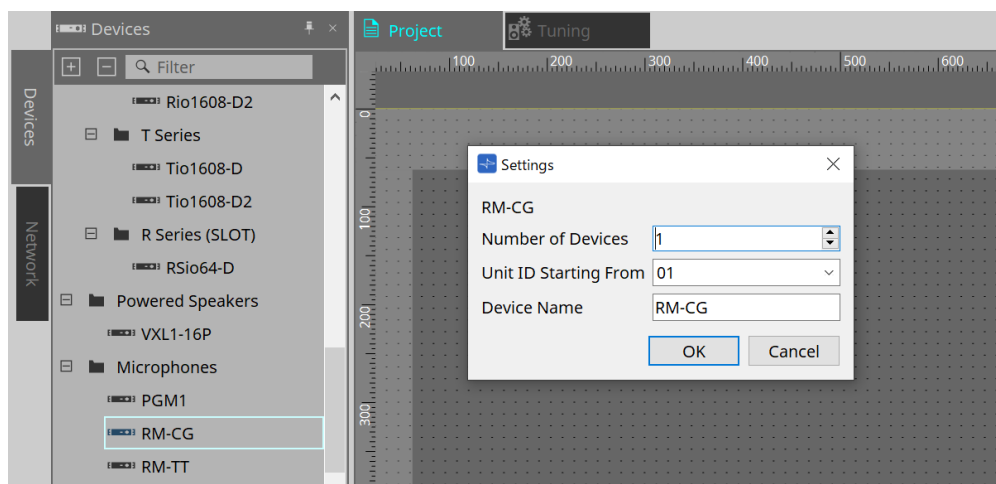 Devices
Filter
Rio1608-D2
T Series
Tio1608-D
Tio1608-D2
R Series (SLOT)
RSio64-D
Powered Speakers
VXL1-16P
Microphones
PGM1
RM-CG
RM-TT
Devices
Network
Project
Tuning
100 200 300 400 500 600
0
100
200
300
Settings
RM-CG
Number of Devices 1
Unit ID Starting From 01
Device Name RM-CG
OK Cancel